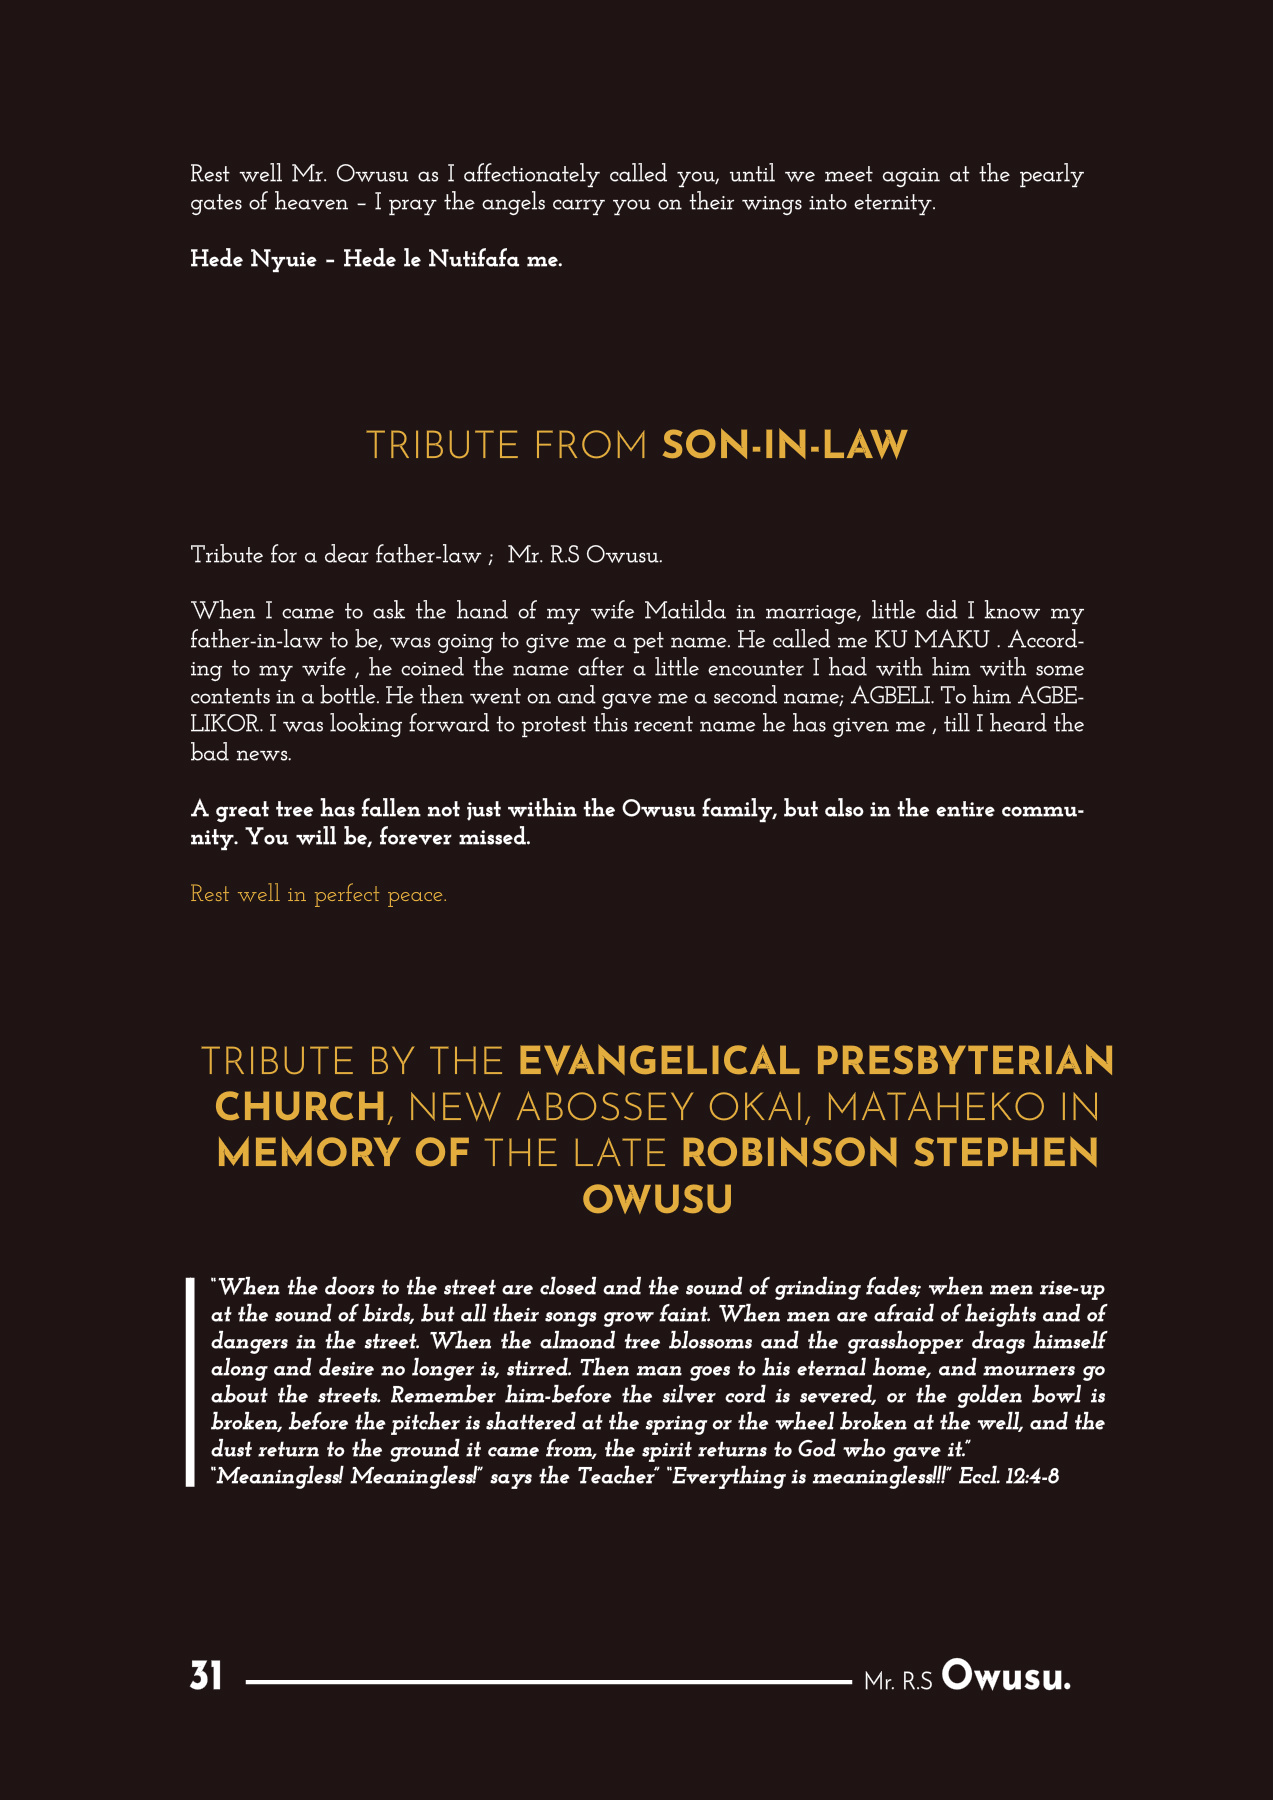 Rest well Mr. Owusu as I affectionately called you, until we meet again at the pearly
gates of heaven – I pray the angels carry you on their wings into eternity.
Hede Nyuie – Hede le Nutifafa me.
TRIBUTE FROM SON-IN-LAW
Tribute for a dear father-law ;  Mr. R.S Owusu.
When I came to ask the hand of my wife Matilda in marriage, little did I know my
father-in-law to be, was going to give me a pet name. He called me KU MAKU . Accord-
ing to my wife , he coined the name after a little encounter I had with him with some
contents in a bottle. He then went on and gave me a second name; AGBELI. To him AGBE-
LIKOR. I was looking forward to protest this recent name he has given me , till I heard the
bad news.
A great tree has fallen not just within the Owusu family, but also in the entire commu-
nity. You will be, forever missed.
Rest well in perfect peace.
TRIBUTE BY THE EVANGELICAL PRESBYTERIAN
CHURCH, NEW ABOSSEY OKAI, MATAHEKO IN
MEMORY OF THE LATE ROBINSON STEPHEN
OWUSU
“When the doors to the street are closed and the sound of grinding fades; when men rise-up
at the sound of birds, but all their songs grow faint. When men are afraid of heights and of
dangers in the street. When the almond tree blossoms and the grasshopper drags himself
along and desire no longer is, stirred. Then man goes to his eternal home, and mourners go
about the streets. Remember him-before the silver cord is severed, or the golden bowl is
broken, before the pitcher is shattered at the spring or the wheel broken at the well, and the
dust return to the ground it came from, the spirit returns to God who gave it.”
“Meaningless! Meaningless!” says the Teacher” “Everything is meaningless!!!” Eccl. 12:4-8
31 Mr. R.S Owusu.